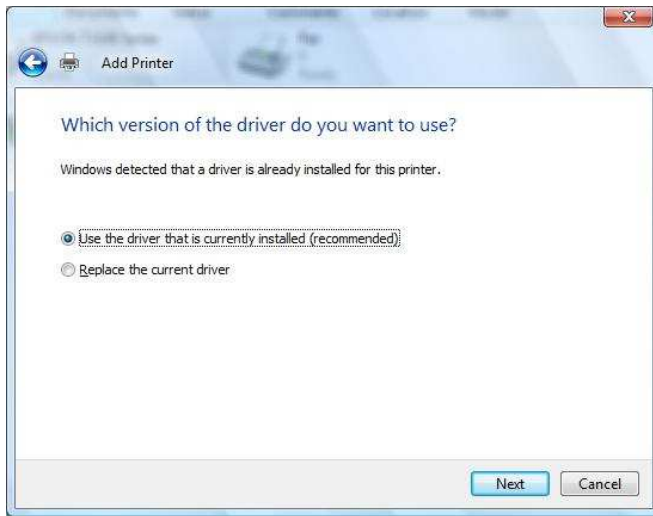 Add Printer
Which version of the driver do you want to use?
Windows detected that a driver is already installed for this printer.
Use the driver that is currently installed (recommended)
Replace the current driver
Next Cancel